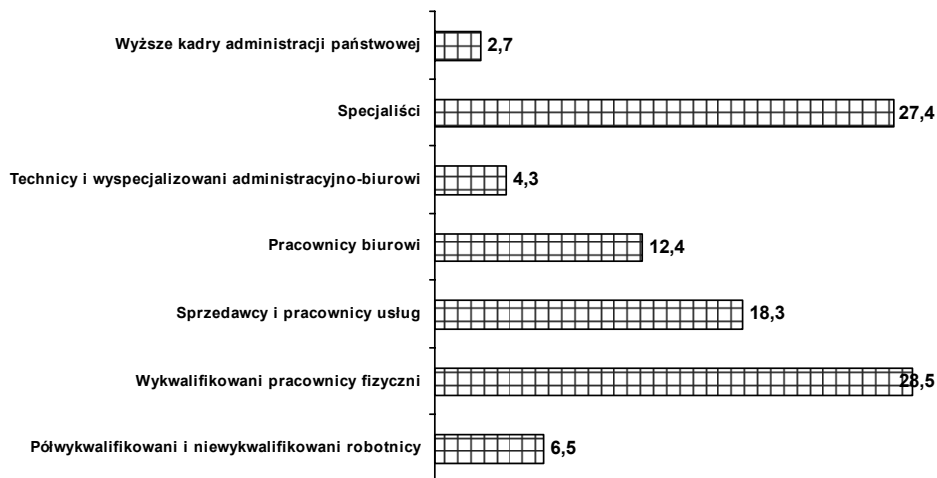 Wyższe kadry administracji państwowej 2,7
Specjaliści 27,4
Technicy i wyspecjalizowani administracyjno-biurowi 4,3
Pracownicy biurowi 12,4
Sprzedawcy i pracownicy usług 18,3
Wykwalifikowani pracownicy fizyczni 28,5
Półwykwalifikowani i niewykwalifikowani robotnicy 6,5